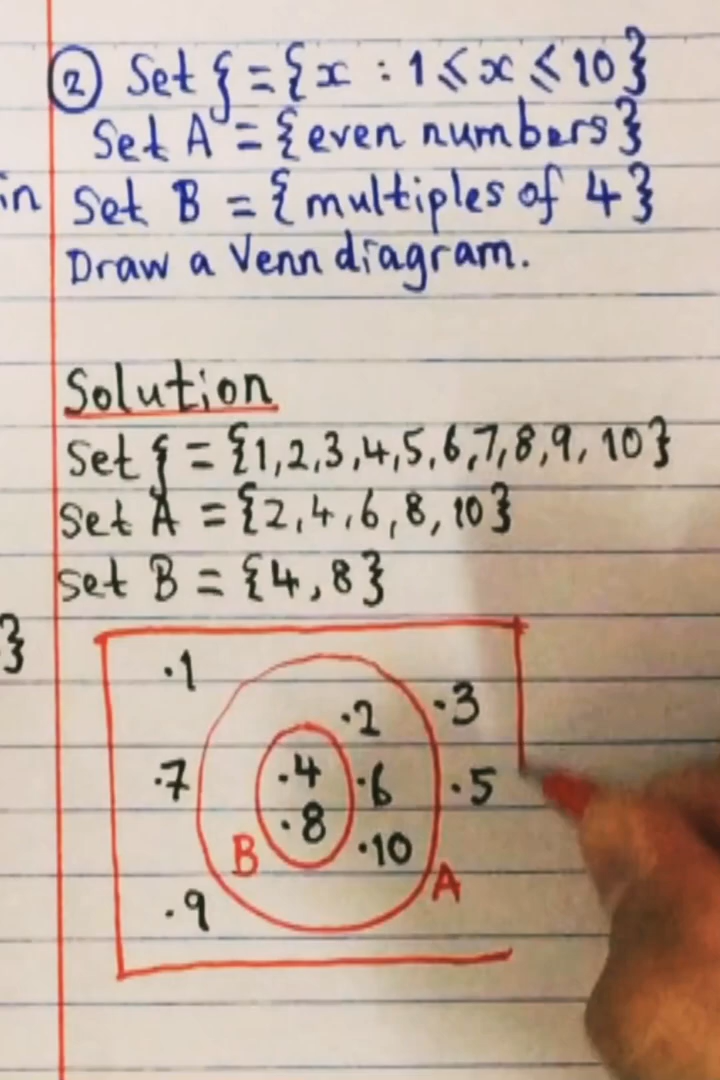 ② Set ξ = {x : 1 ≤ x ≤ 10}
Set A = {even numbers}
in Set B = {multiples of 4}
Draw a Venn diagram.
Solution
Set ξ = {1,2,3,4,5,6,7,8,9,10}
Set A = {2,4,6,8,10}
set B = {4,8}
}
.1
.2 .3
.7 .4 .6 .5
.8
B .10
A
.9